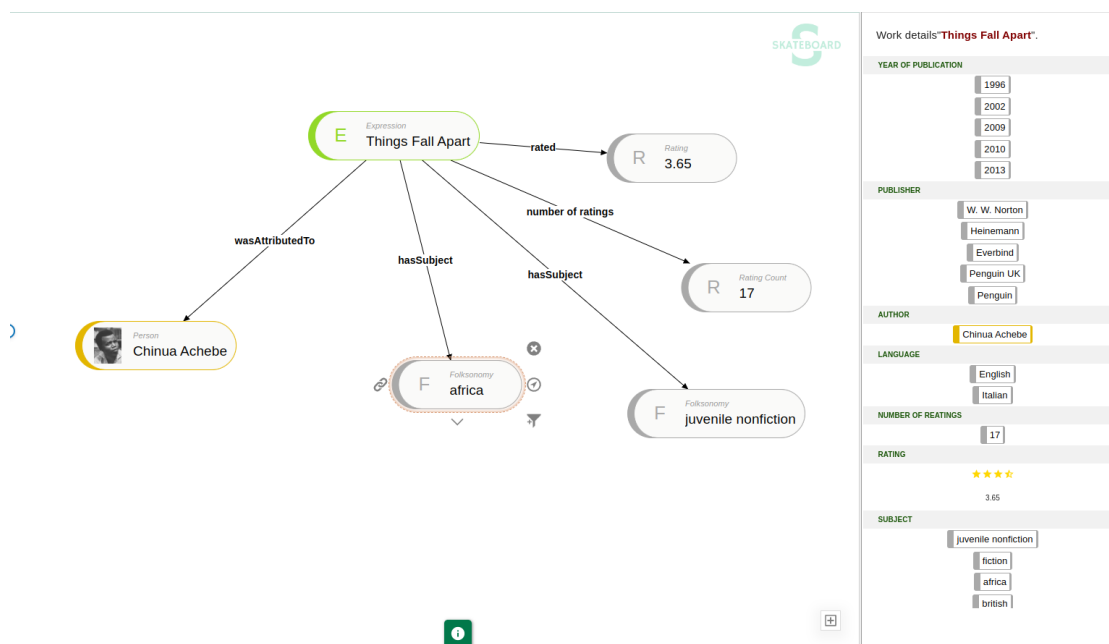 SKATEBOARD
S
E
Expression
Things Fall Apart
rated
R
Rating
3.65
number of ratings
wasAttributedTo
hasSubject
hasSubject
R
Rating Count
17
Person
Chinua Achebe
F
Folksonomy
africa
F
Folksonomy
juvenile nonfiction
Work details"Things Fall Apart".
YEAR OF PUBLICATION
1996
2002
2009
2010
2013
PUBLISHER
W. W. Norton
Heinemann
Everbind
Penguin UK
Penguin
AUTHOR
Chinua Achebe
LANGUAGE
English
Italian
NUMBER OF REATINGS
17
RATING
3.65
SUBJECT
juvenile nonfiction
fiction
africa
british